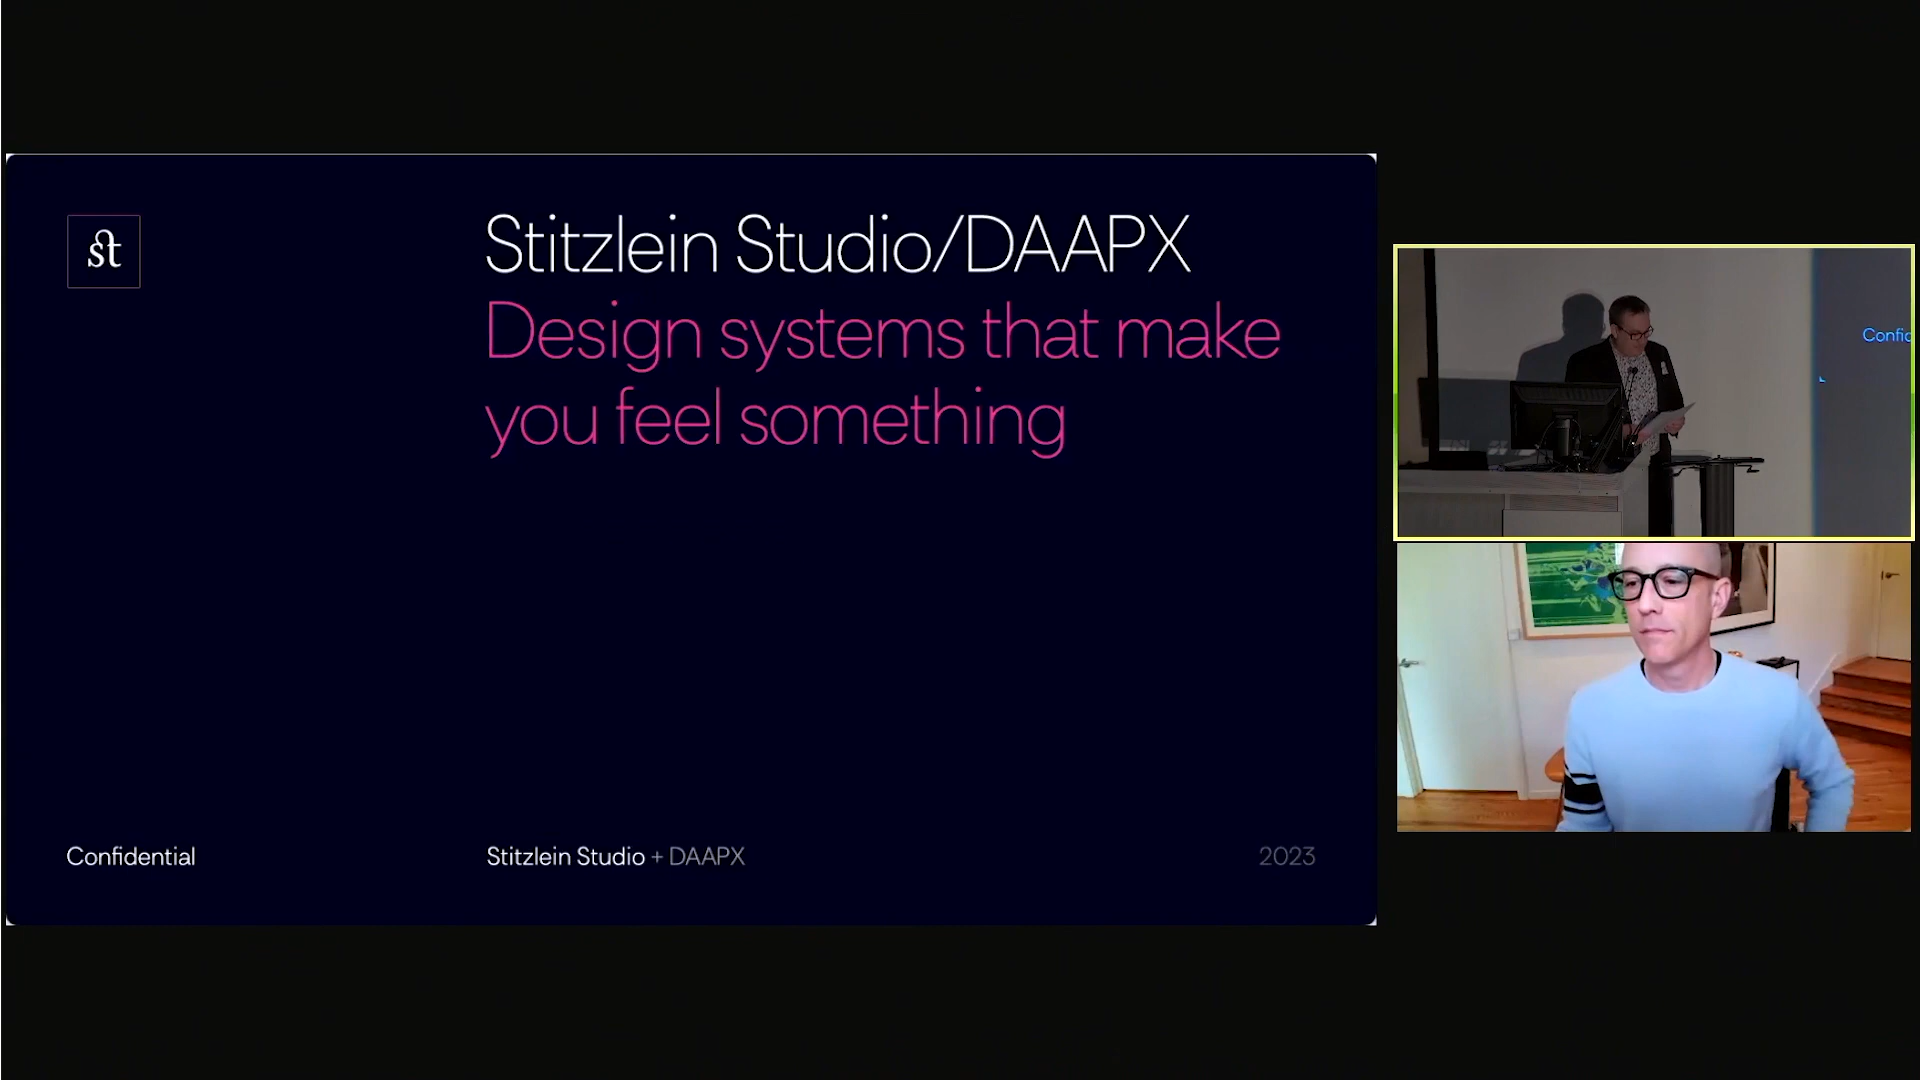 st
Stitzlein Studio/DAAPX
Design systems that make
you feel something
Confidential
Stitzlein Studio + DAAPX
2023
Confid